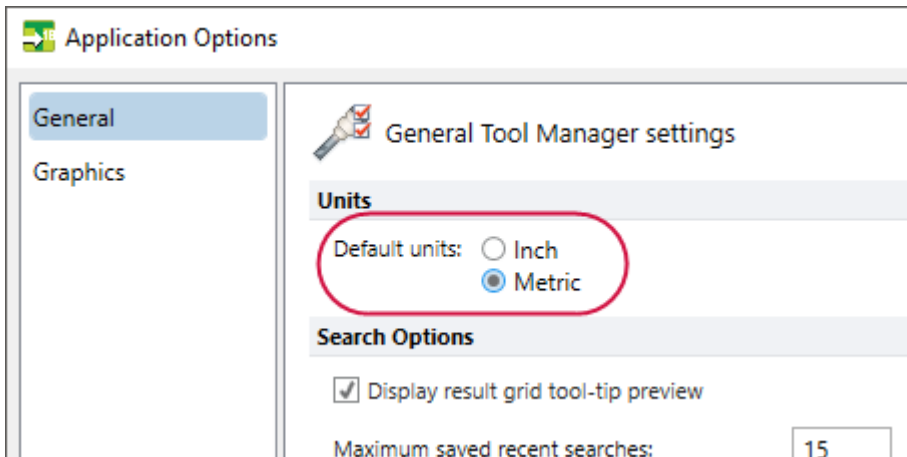 Application Options
General
Graphics
General Tool Manager settings
Units
Default units:
Inch
Metric
Search Options
Display result grid tool-tip preview
Maximum saved recent searches:
15